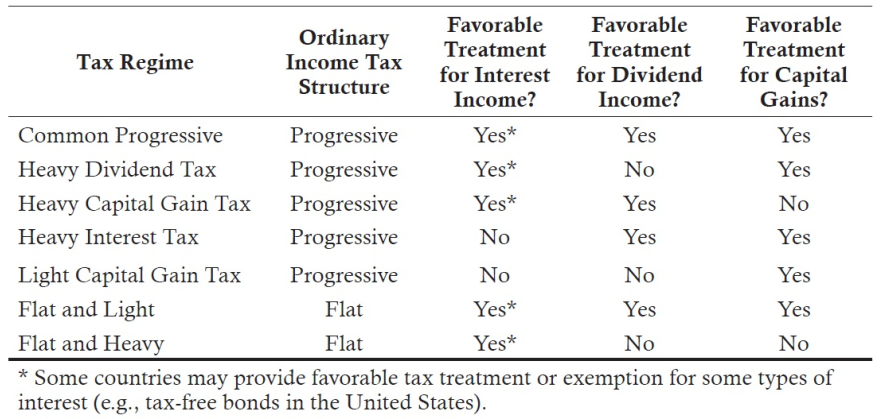 Tax Regime Ordinary Income Tax Structure Favorable Treatment for Interest Income? Favorable Treatment for Dividend Income? Favorable Treatment for Capital Gains?
Common Progressive Progressive Yes* Yes Yes
Heavy Dividend Tax Progressive Yes* No Yes
Heavy Capital Gain Tax Progressive Yes* Yes No
Heavy Interest Tax Progressive No Yes Yes
Light Capital Gain Tax Progressive No No Yes
Flat and Light Flat Yes* Yes Yes
Flat and Heavy Flat Yes* No No
* Some countries may provide favorable tax treatment or exemption for some types of
interest (e.g., tax-free bonds in the United States).